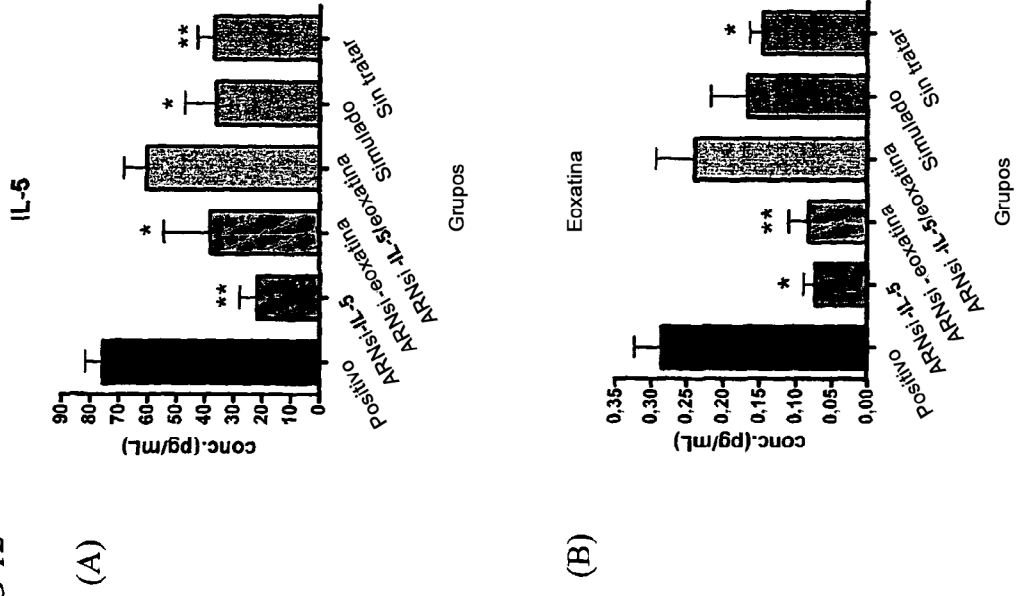 (A)
IL-5
conc.(pg/mL)
90
80
70
60
50
40
30
20
10
0
**
*
*
**
Positivo
ARNsi-IL-5
ARNsi-eoxatina
ARNsi-IL-5/eoxatina
Simulado
Sin tratar
Grupos
(B)
Eoxatina
conc.(pg/mL)
0,35
0,30
0,25
0,20
0,15
0,10
0,05
0,00
*
**
*
Positivo
ARNsi-IL-5
ARNsi-eoxatina
ARNsi-IL-5/eoxatina
Simulado
Sin tratar
Grupos